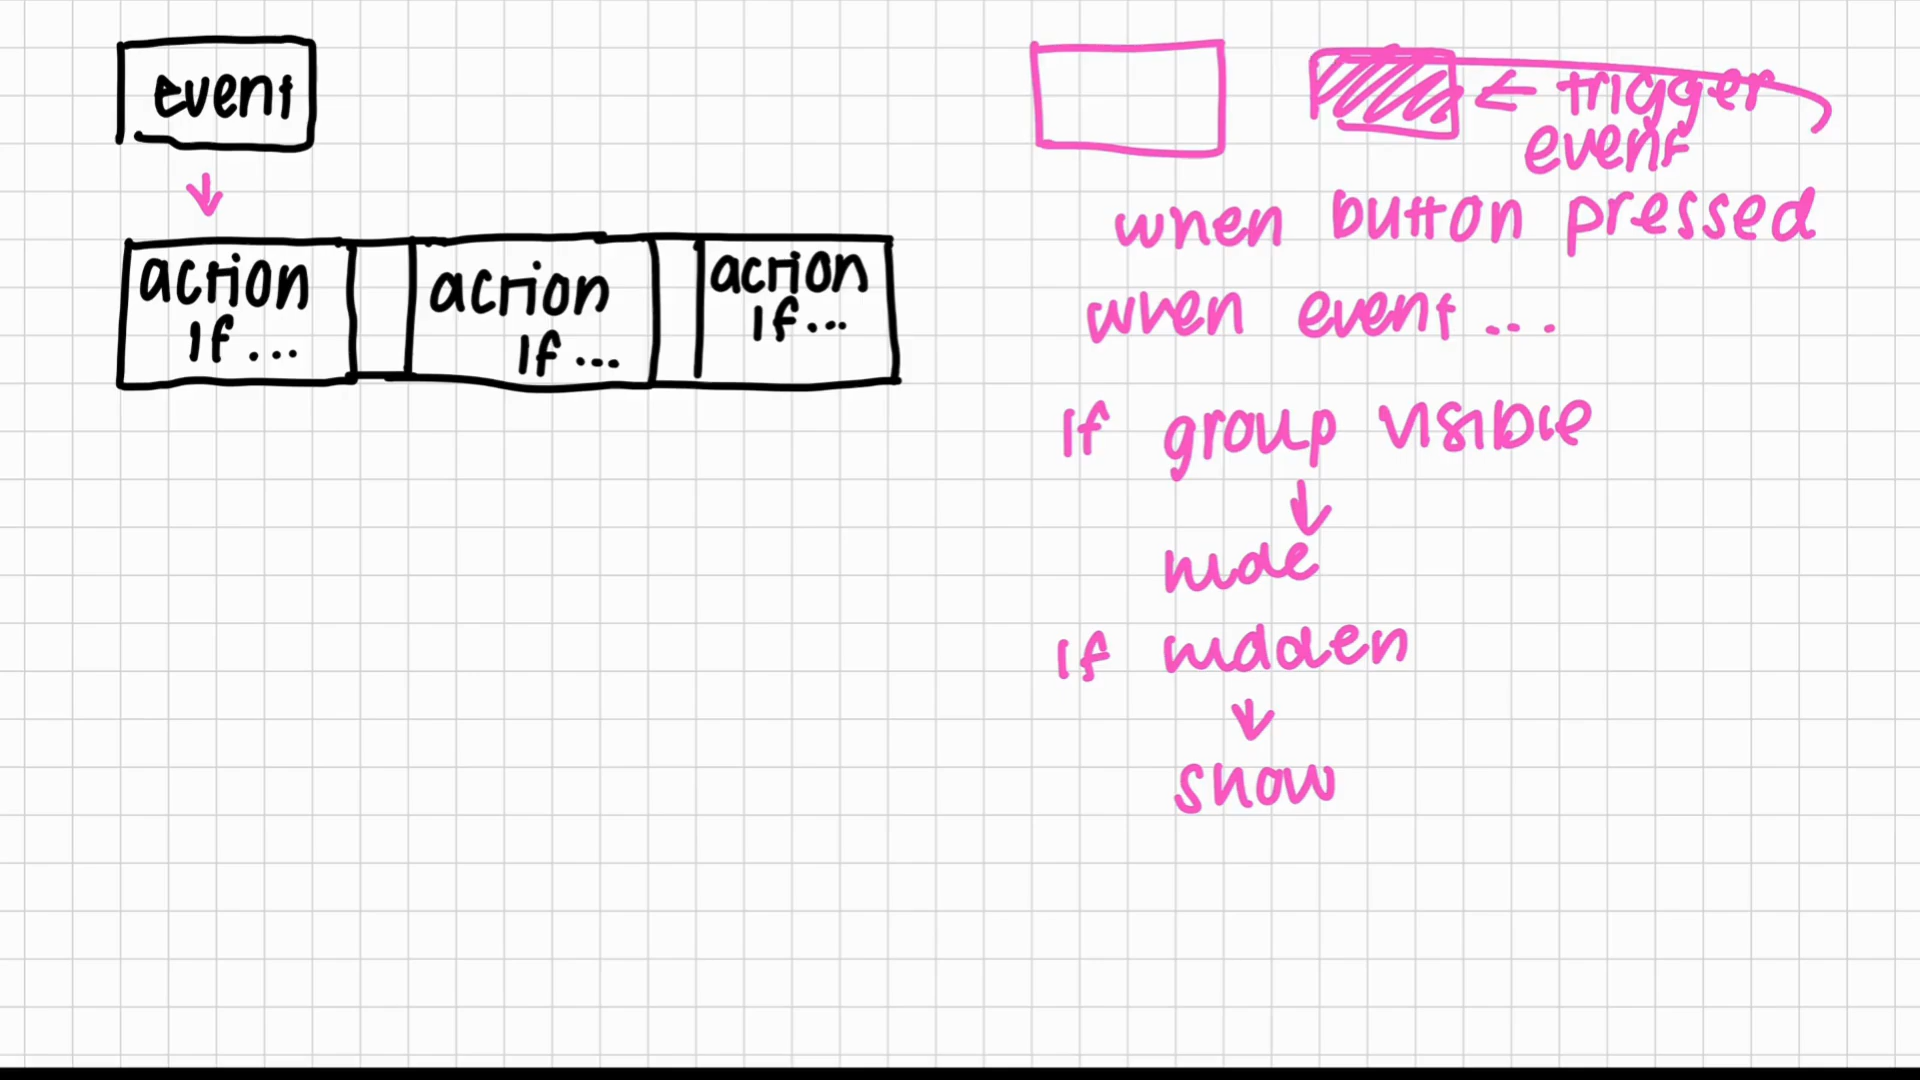 event
action
If ...
action
If ...
action
If ...
trigger
event
when button pressed
when event ...
If group visible
hide
If hidden
show